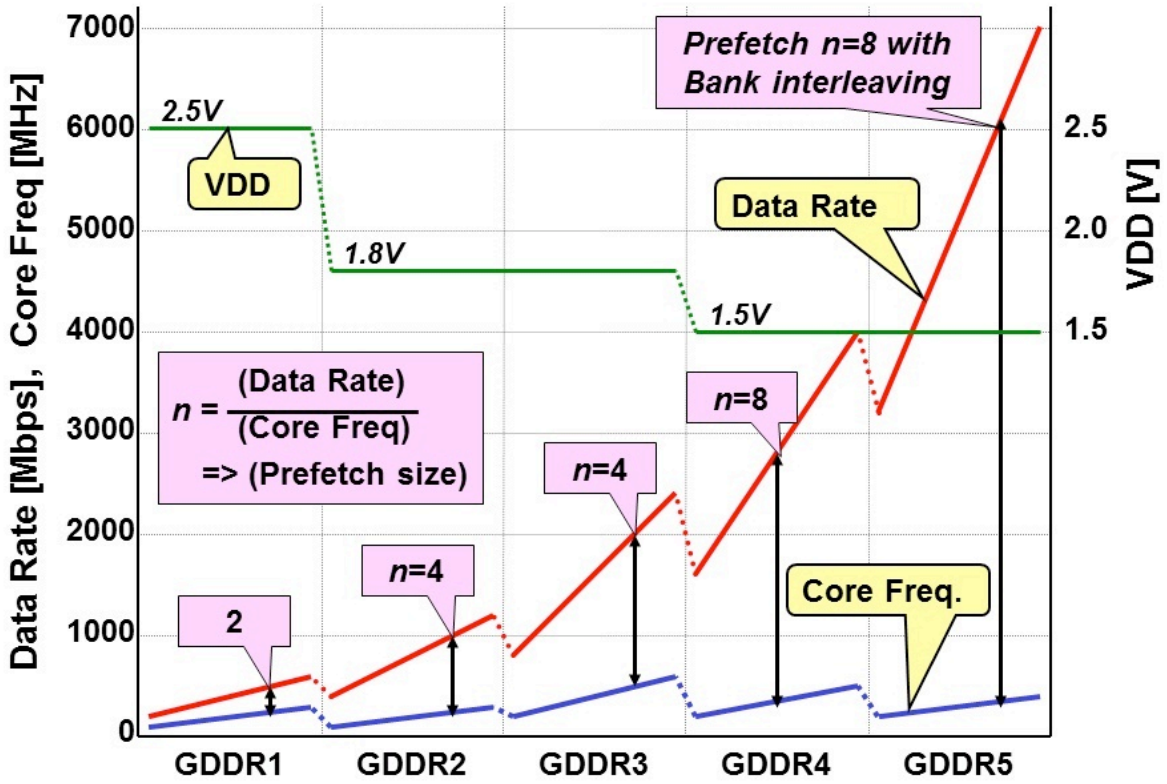 Data Rate [Mbps], Core Freq [MHz]
7000
6000
5000
4000
3000
2000
1000
0
2.5V
VDD
1.8V
1.5V
Prefetch n=8 with
Bank interleaving
Data Rate
n = (Data Rate)
(Core Freq)
=> (Prefetch size)
2
n=4
n=4
n=8
Core Freq.
2.5
2.0
1.5
VDD [V]
GDDR1 GDDR2 GDDR3 GDDR4 GDDR5